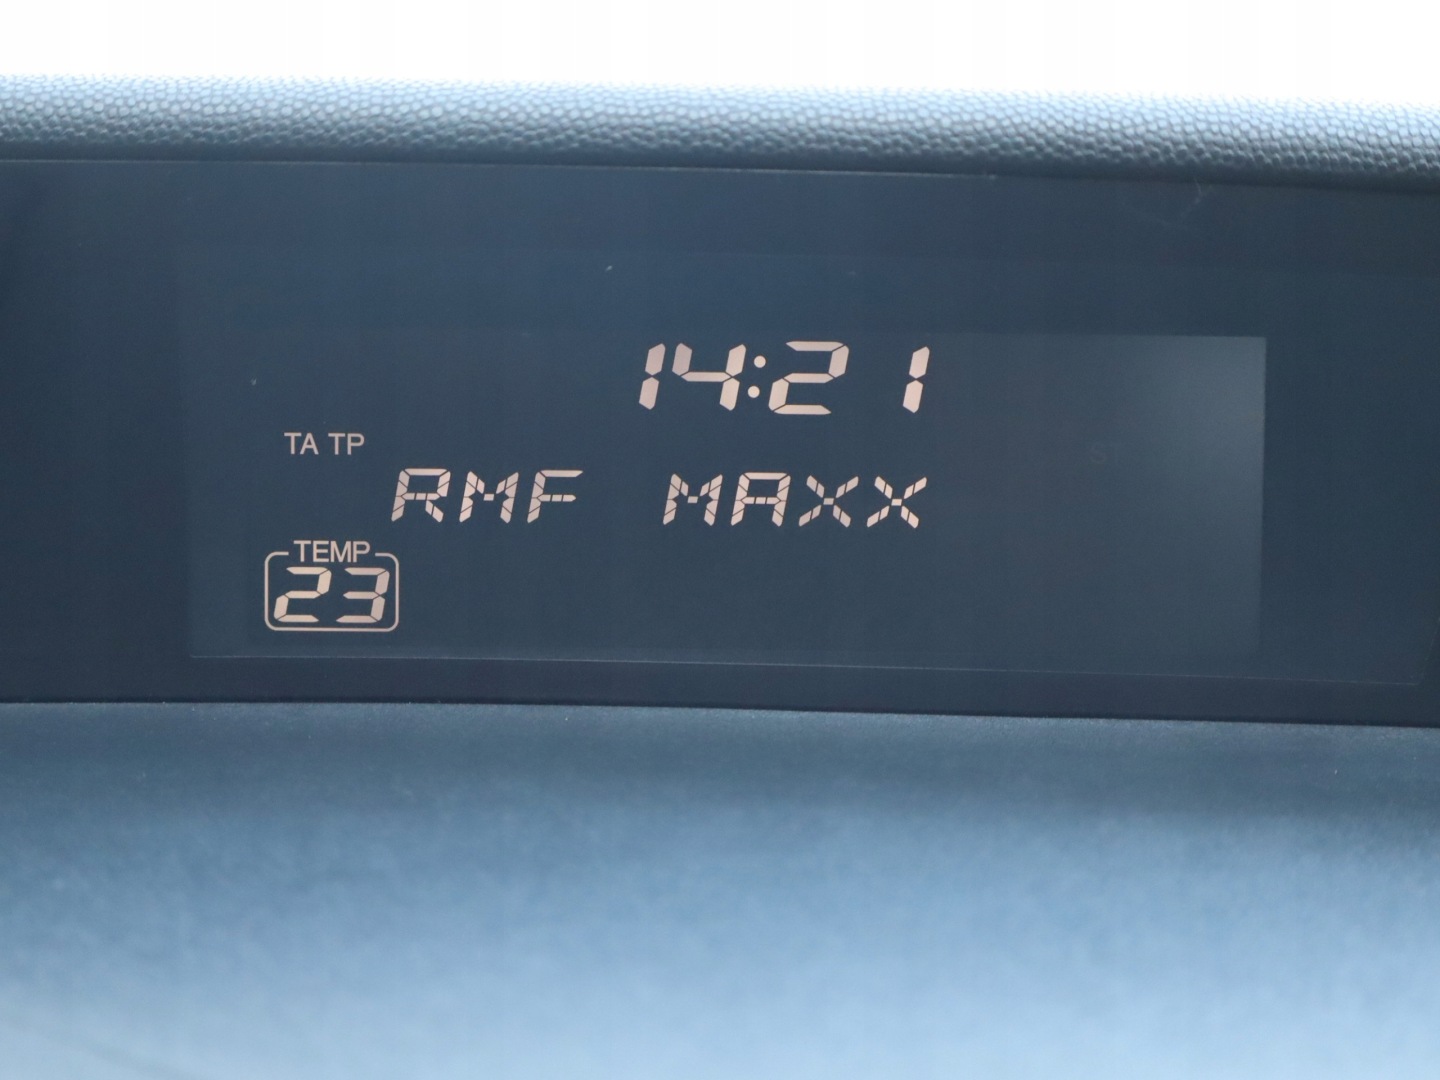 14:21
TA TP
RMF MAXX
TEMP
23